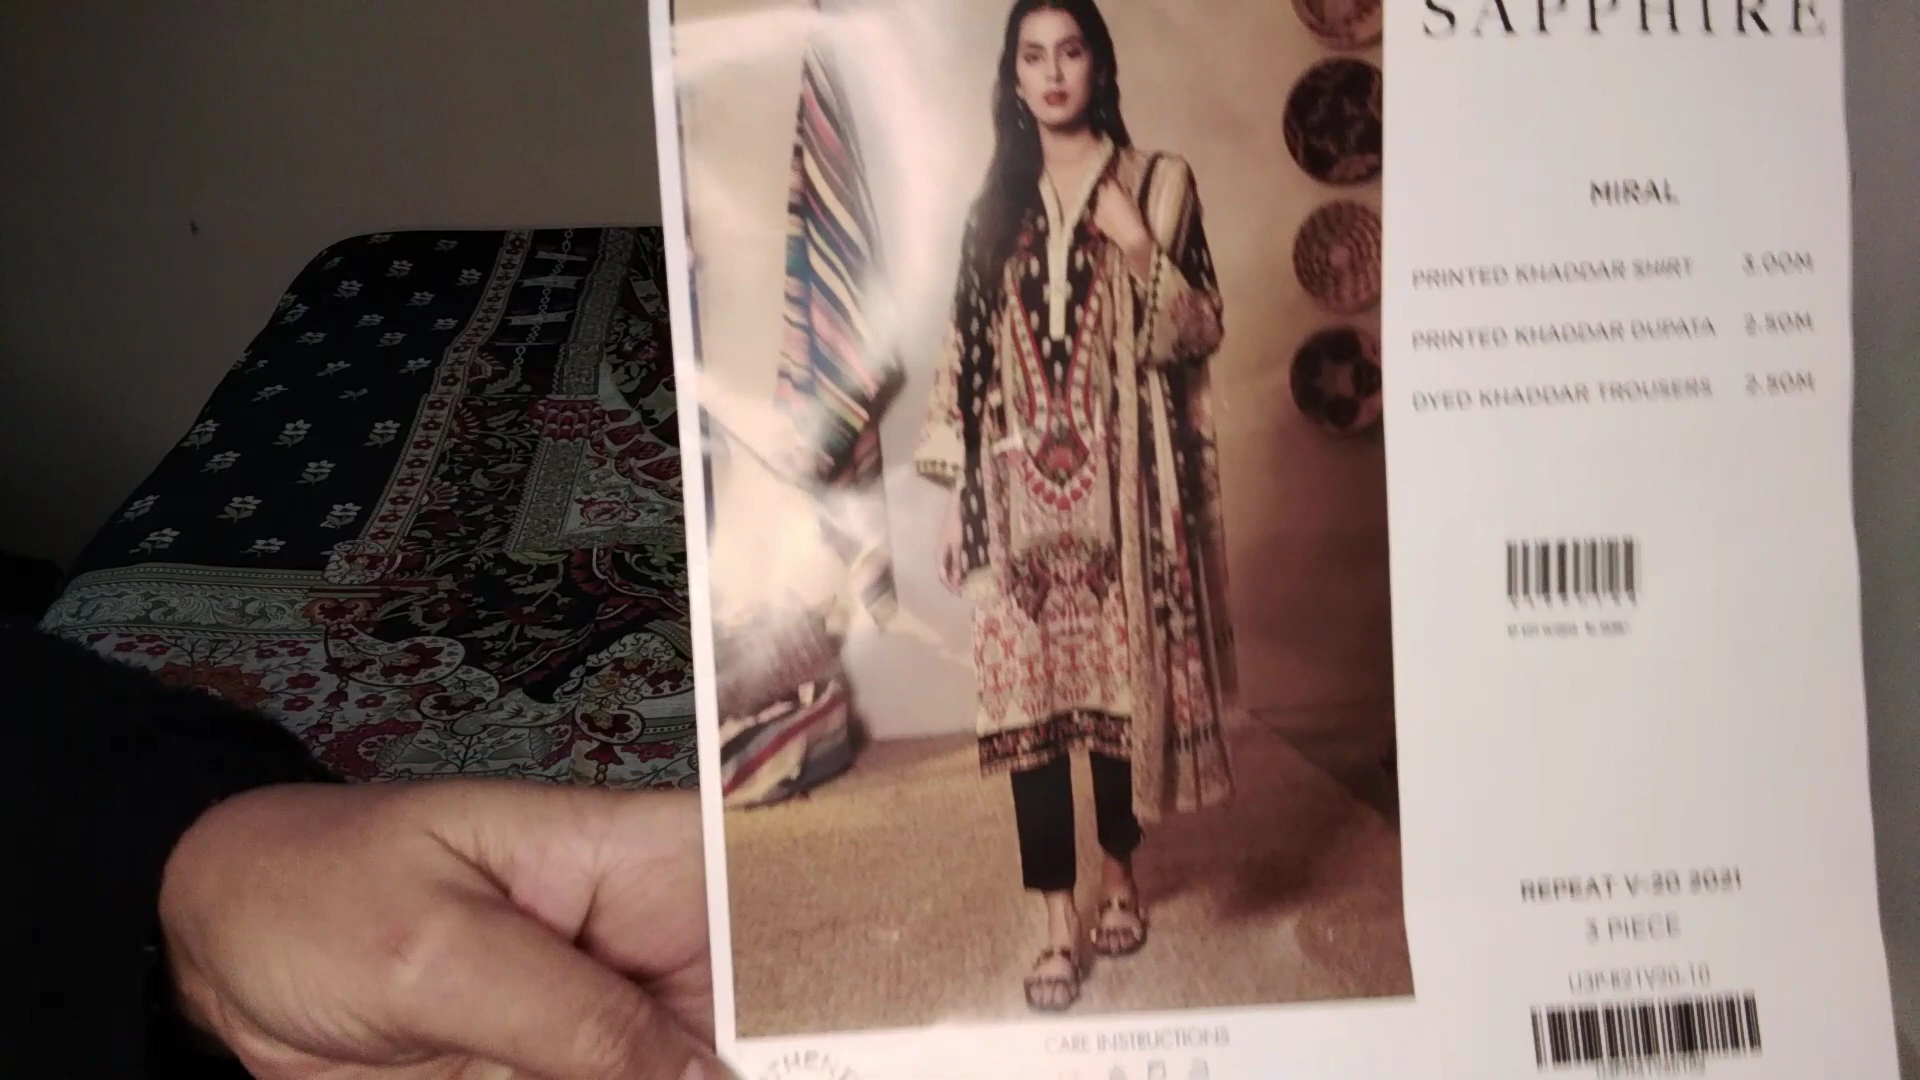 SAPPHIRE
MIRAL
PRINTED KHADDAR SHIRT 3.00M
PRINTED KHADDAR DUPATA 2.50M
DYED KHADDAR TROUSERS 2.50M
REPEAT V-20 2021
3 PIECE
CARE INSTRUCTIONS